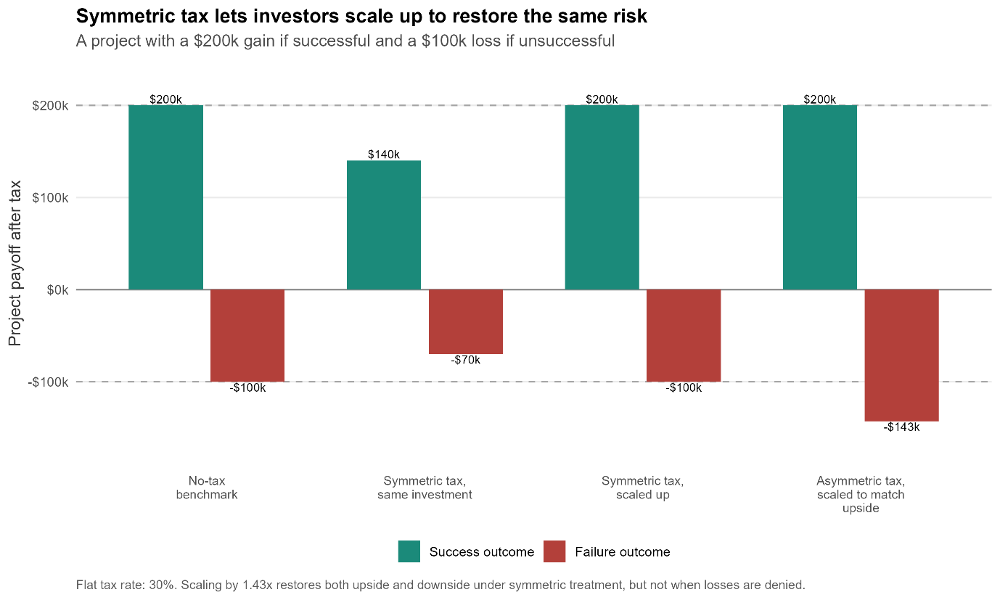 Symmetric tax lets investors scale up to restore the same risk
A project with a $200k gain if successful and a $100k loss if unsuccessful
Project payoff after tax
$200k
$100k
$0k
-$100k
$200k
-$100k
$140k
-$70k
$200k
-$100k
$200k
-$143k
No-tax
benchmark
Symmetric tax,
same investment
Symmetric tax,
scaled up
Asymmetric tax,
scaled to match
upside
Success outcome
Failure outcome
Flat tax rate: 30%. Scaling by 1.43x restores both upside and downside under symmetric treatment, but not when losses are denied.